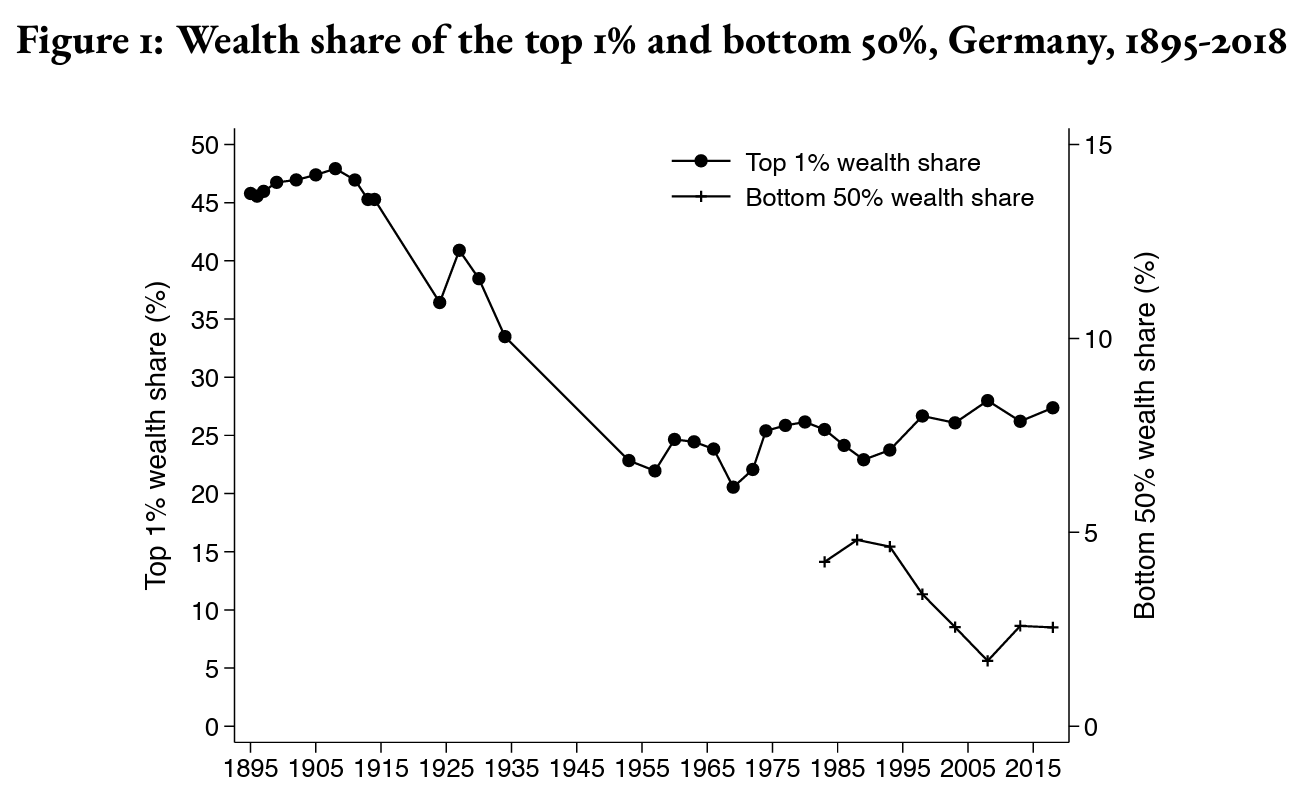 Figure 1: Wealth share of the top 1% and bottom 50%, Germany, 1895-2018
Top 1% wealth share
Bottom 50% wealth share
Top 1% wealth share (%)
50
45
40
35
30
25
20
15
10
5
0
15
10
5
0
Bottom 50% wealth share (%)
1895 1905 1915 1925 1935 1945 1955 1965 1975 1985 1995 2005 2015